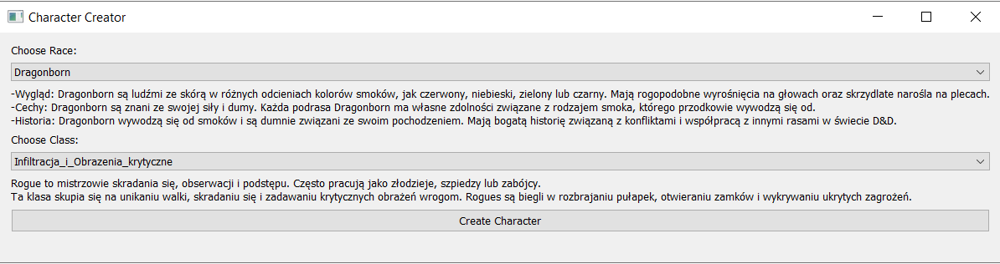 Character Creator
Choose Race:
Dragonborn
-Wygląd: Dragonborn są ludźmi ze skórą w różnych odcieniach kolorów smoków, jak czerwony, niebieski, zielony lub czarny. Mają rogopodobne wyrośnięcia na głowach oraz skrzydlate narośla na plecach.
-Cechy: Dragonborn są znani ze swojej siły i dumy. Każda podrasa Dragonborn ma własne zdolności związane z rodzajem smoka, którego przodkowie wywodzą się od.
-Historia: Dragonborn wywodzą się od smoków i są dumnie związani ze swoim pochodzeniem. Mają bogatą historię związaną z konfliktami i współpracą z innymi rasami w świecie D&D.
Choose Class:
Infiltracja_i_Obrazenia_krytyczne
Rogue to mistrzowie skradania się, obserwacji i podstępu. Często pracują jako złodzieje, szpiedzy lub zabójcy.
Ta klasa skupia się na unikaniu walki, skradaniu się i zadawaniu krytycznych obrażeń wrogom. Rogues są biegli w rozbrajaniu pułapek, otwieraniu zamków i wykrywaniu ukrytych zagrożeń.
Create Character